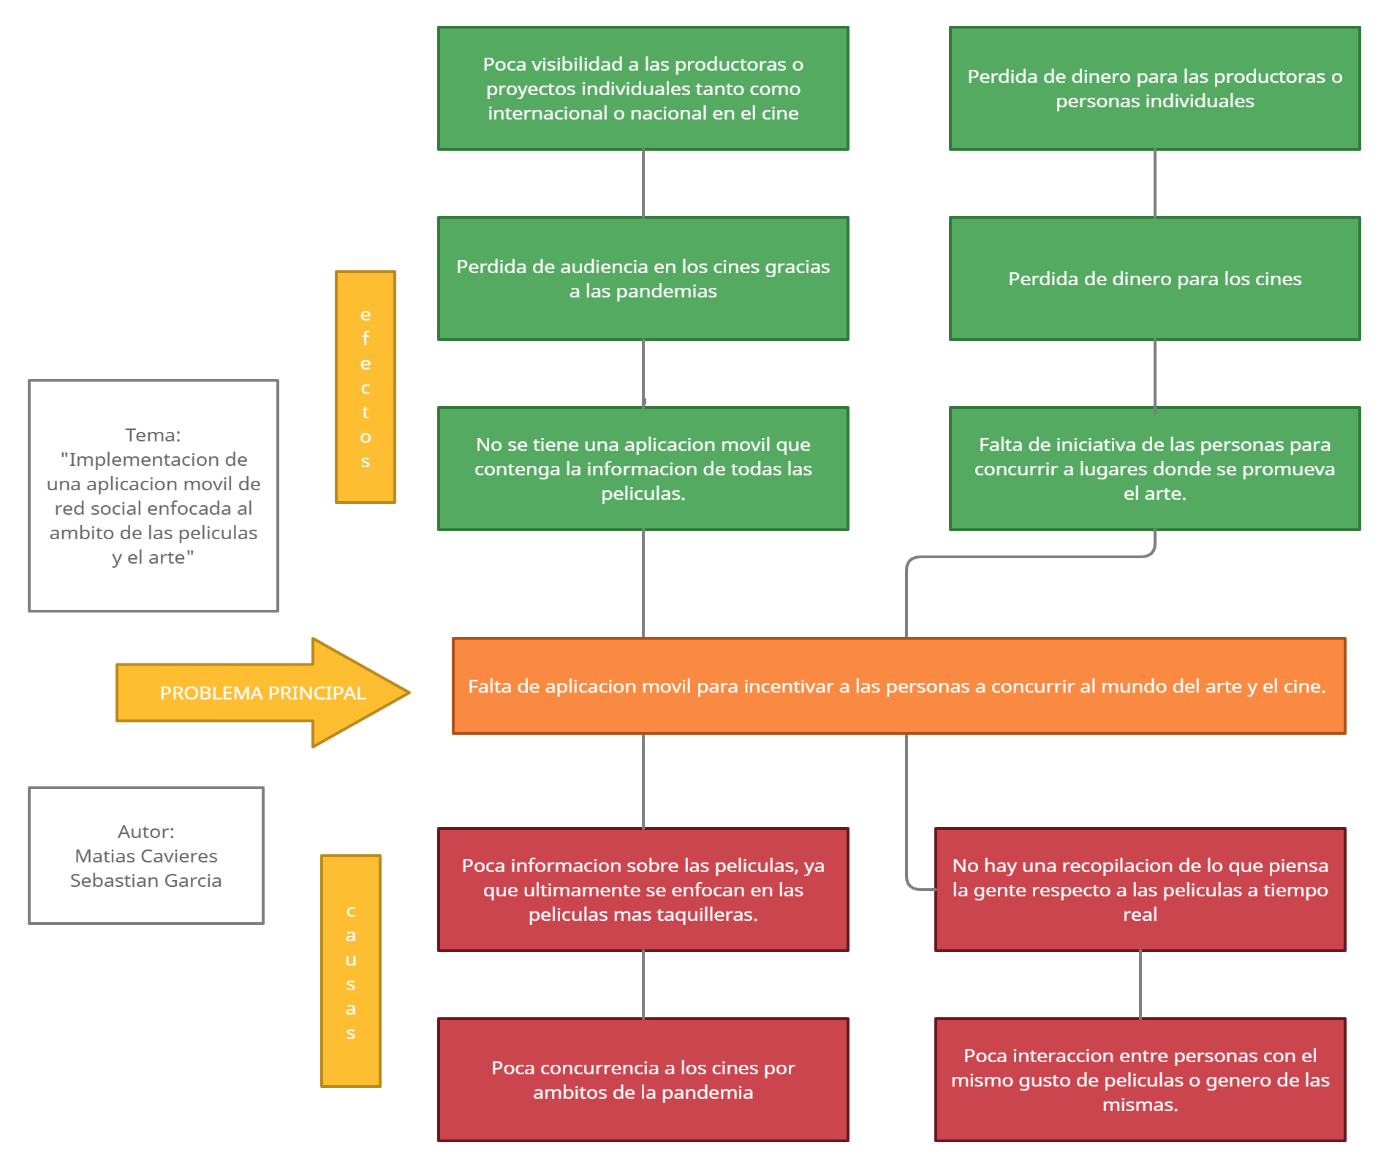 Poca visibilidad a las productoras o
proyectos individuales tanto como
internacional o nacional en el cine
Perdida de dinero para las productoras o
personas individuales
Perdida de audiencia en los cines gracias
a las pandemias
Perdida de dinero para los cines
e
f
e
c
t
o
s
No se tiene una aplicacion movil que
contenga la informacion de todas las
peliculas.
Falta de iniciativa de las personas para
concurrir a lugares donde se promueva
el arte.
Tema:
"Implementacion de
una aplicacion movil de
red social enfocada al
ambito de las peliculas
y el arte"
PROBLEMA PRINCIPAL
Falta de aplicacion movil para incentivar a las personas a concurrir al mundo del arte y el cine.
Autor:
Matias Cavieres
Sebastian Garcia
c
a
u
s
a
s
Poca informacion sobre las peliculas, ya
que ultimamente se enfocan en las
peliculas mas taquilleras.
No hay una recopilacion de lo que piensa
la gente respecto a las peliculas a tiempo
real
Poca concurrencia a los cines por
ambitos de la pandemia
Poca interaccion entre personas con el
mismo gusto de peliculas o genero de las
mismas.